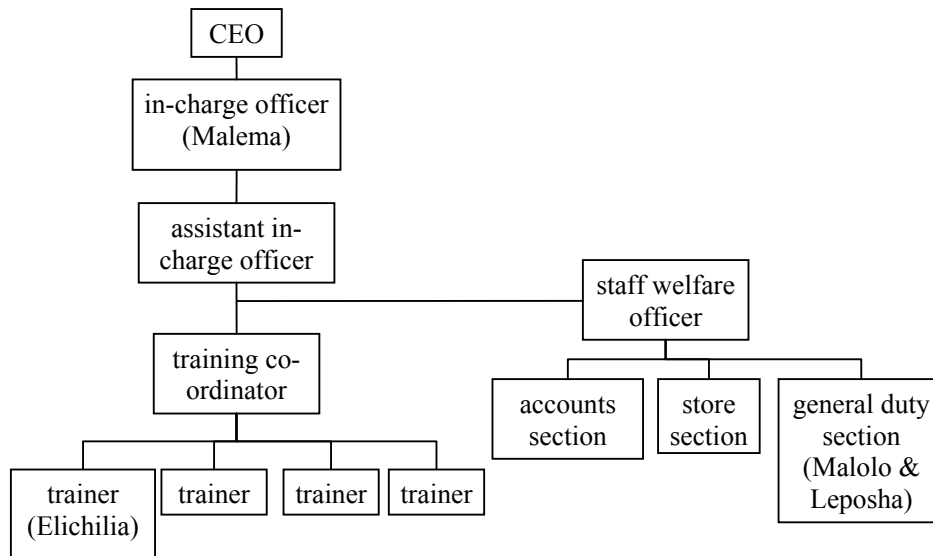 CEO
in-charge officer
(Malema)
assistant in-
charge officer
staff welfare
officer
training co-
ordinator
accounts
section
store
section
general duty
section
(Malolo &
Leposha)
trainer
(Elichilia)
trainer
trainer
trainer